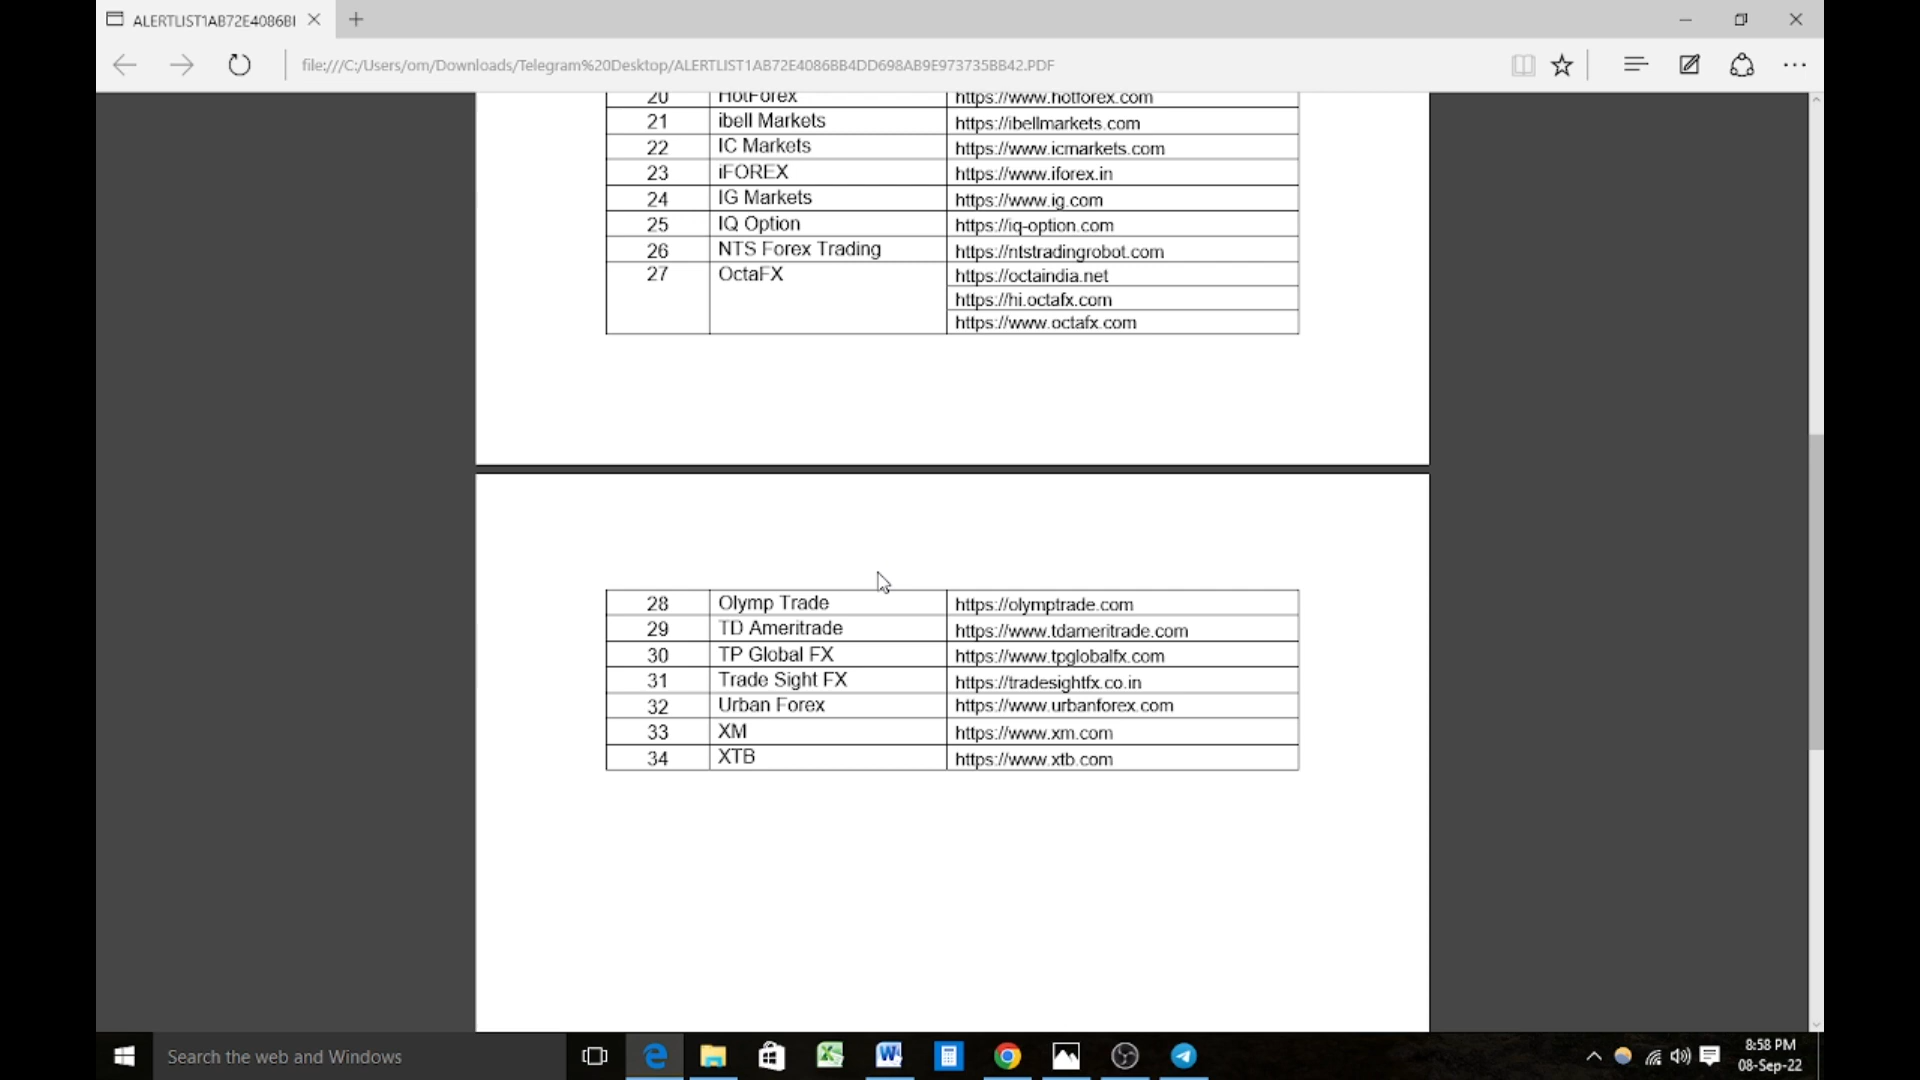 ALERTLIST1AB72E4086BI
file:///C:/Users/om/Downloads/Telegram%20Desktop/ALERTLIST1AB72E4086BB4DD698AB9E973735BB42.PDF
20 HotForex https://www.hotforex.com
21 ibell Markets https://ibellmarkets.com
22 IC Markets https://www.icmarkets.com
23 iFOREX https://www.iforex.in
24 IG Markets https://www.ig.com
25 IQ Option https://iq-option.com
26 NTS Forex Trading https://ntstradingrobot.com
27 OctaFX https://octaindia.net
https://hi.octafx.com
https://www.octafx.com
28 Olymp Trade https://olymptrade.com
29 TD Ameritrade https://www.tdameritrade.com
30 TP Global FX https://www.tpglobalfx.com
31 Trade Sight FX https://tradesightfx.co.in
32 Urban Forex https://www.urbanforex.com
33 XM https://www.xm.com
34 XTB https://www.xtb.com
Search the web and Windows
8:58 PM
08-Sep-22